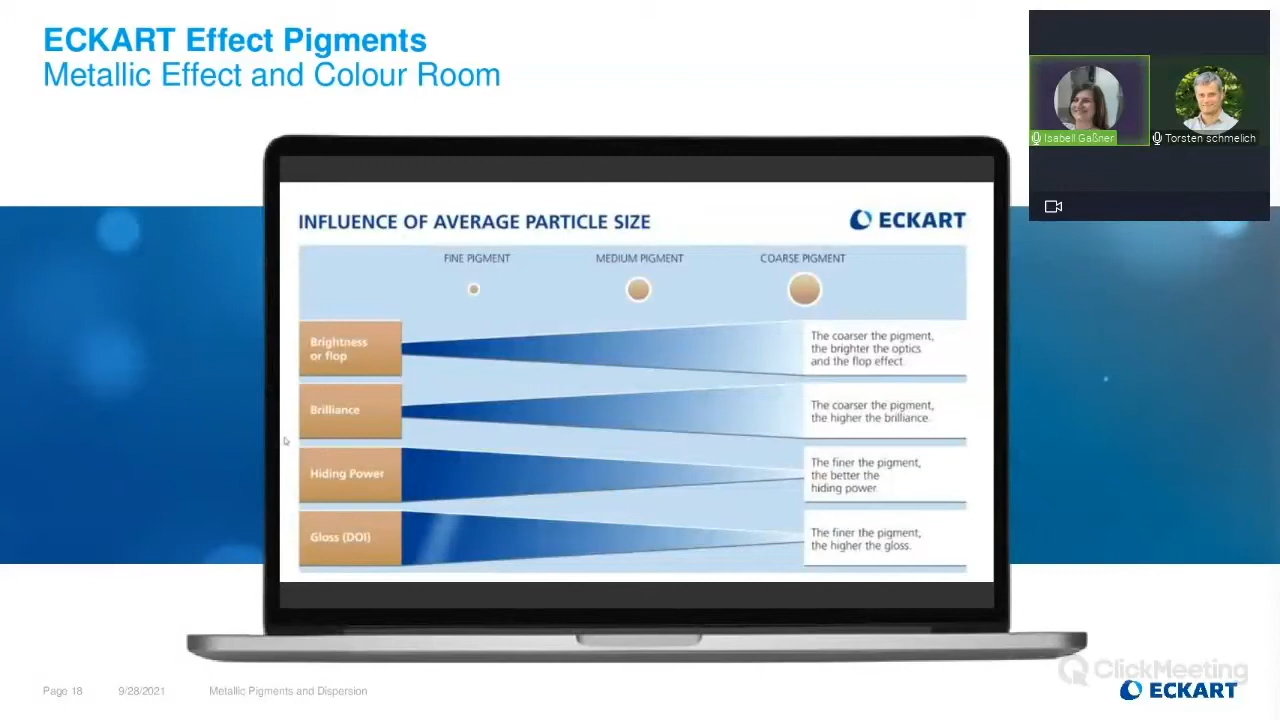 ECKART Effect Pigments
Metallic Effect and Colour Room
Isabell Gaßner
Torsten schmelich
INFLUENCE OF AVERAGE PARTICLE SIZE
ECKART
FINE PIGMENT
MEDIUM PIGMENT
COARSE PIGMENT
Brightness
or flop
The coarser the pigment,
the brighter the optics
and the flop effect.
Brilliance
The coarser the pigment,
the higher the brilliance.
Hiding Power
The finer the pigment,
the better the
hiding power.
Gloss (DOI)
The finer the pigment,
the higher the gloss.
ClickMeeting
Page 18
9/28/2021
Metallic Pigments and Dispersion
ECKART